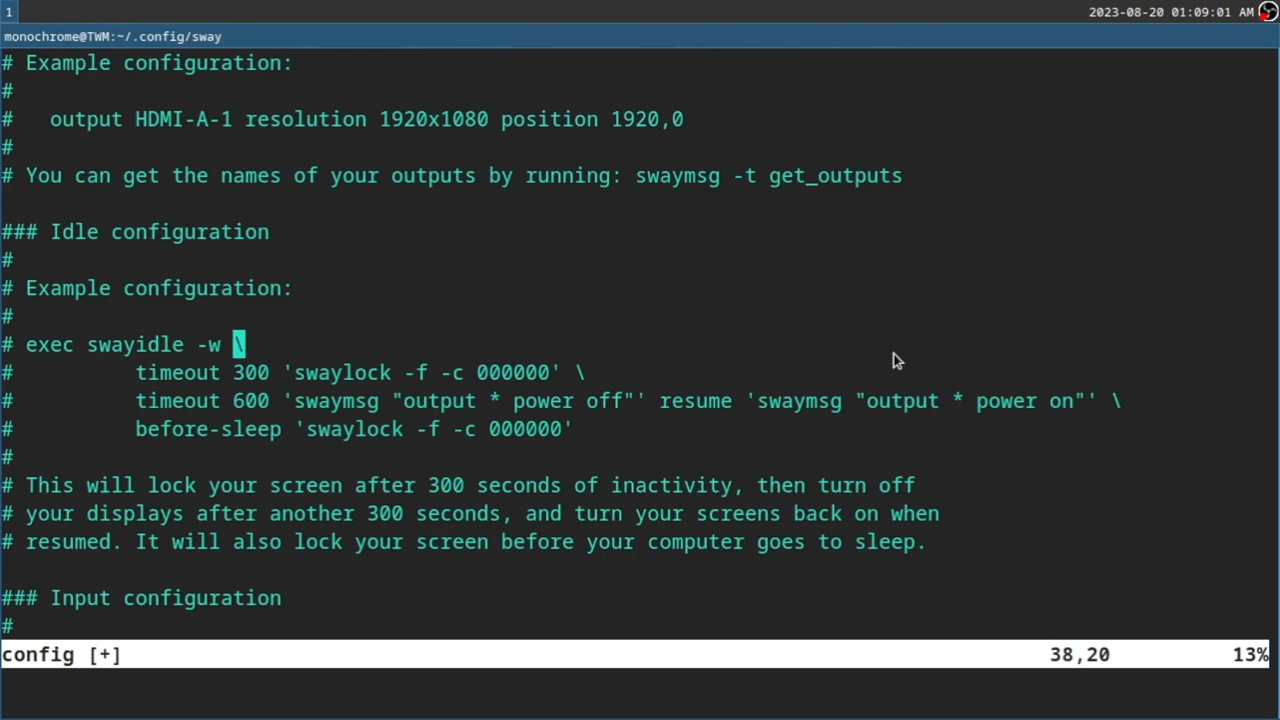 1
2023-08-20 01:09:01 AM
monochrome@TWM:~/.config/sway
# Example configuration:
#
#   output HDMI-A-1 resolution 1920x1080 position 1920,0
#
# You can get the names of your outputs by running: swaymsg -t get_outputs
### Idle configuration
#
# Example configuration:
#
# exec swayidle -w \
#          timeout 300 'swaylock -f -c 000000' \
#          timeout 600 'swaymsg "output * power off"' resume 'swaymsg "output * power on"' \
#          before-sleep 'swaylock -f -c 000000'
#
# This will lock your screen after 300 seconds of inactivity, then turn off
# your displays after another 300 seconds, and turn your screens back on when
# resumed. It will also lock your screen before your computer goes to sleep.
### Input configuration
#
config [+] 38,20 13%